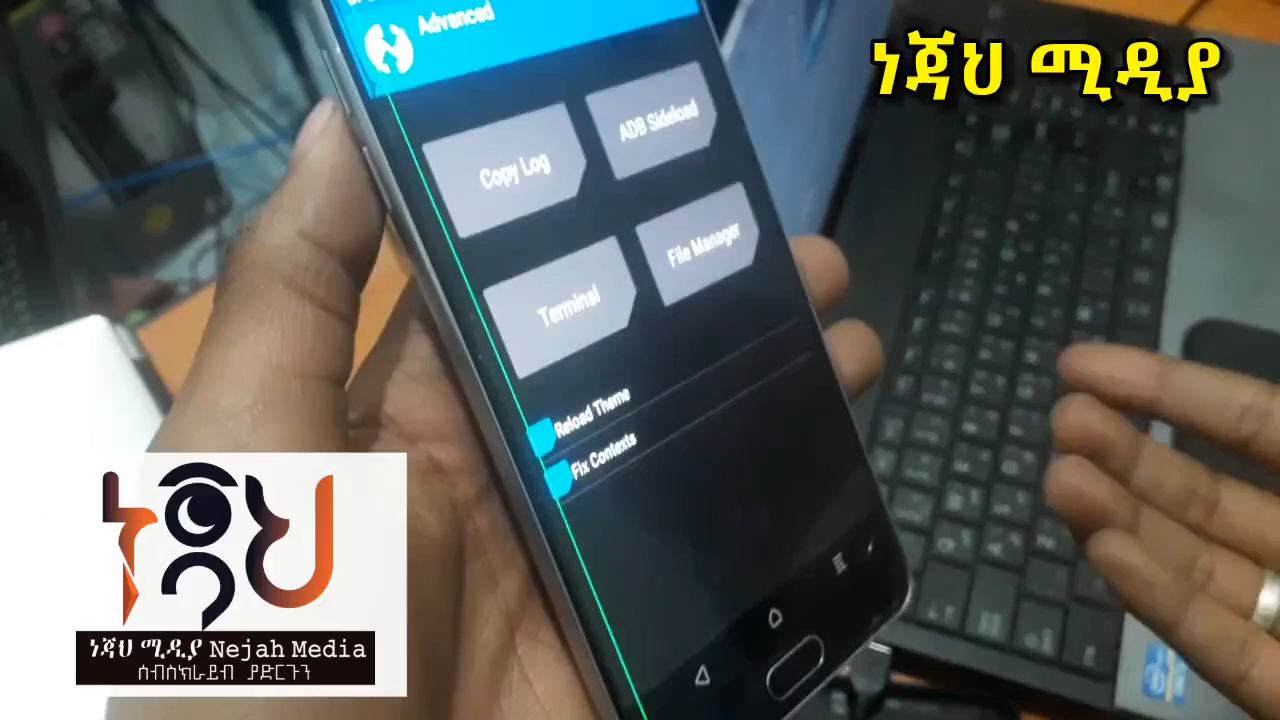 Advanced
ነጃህ ሚዲያ
Copy Log
ADB Sideload
Terminal
File Manager
Reload Theme
Fix Contexts
ነጃህ
ነጃህ ሚዲያ Nejah Media
ሰብስክራይብ ያድርጉን